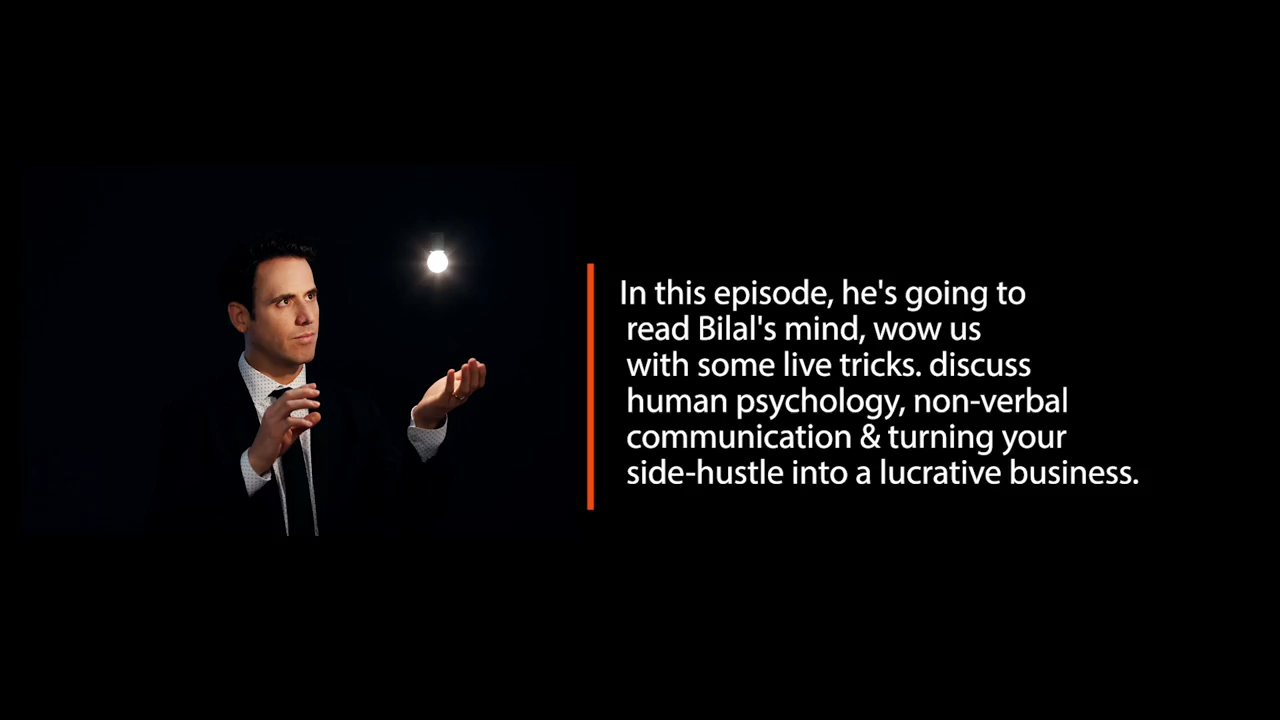 In this episode, he's going to
read Bilal's mind, wow us
with some live tricks. discuss
human psychology, non-verbal
communication & turning your
side-hustle into a lucrative business.